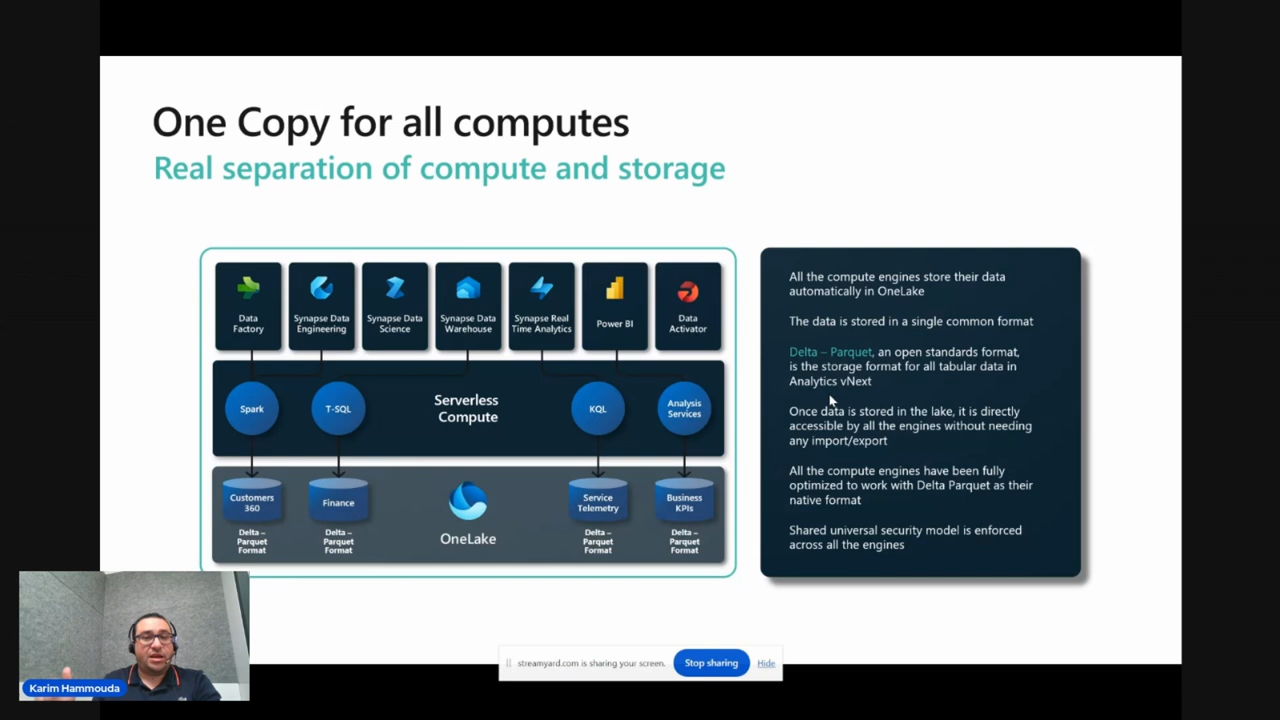 One Copy for all computes
Real separation of compute and storage
Data
Factory
Synapse Data
Engineering
Synapse Data
Science
Synapse Data
Warehouse
Synapse Real
Time Analytics
Power BI
Data
Activator
Spark
T-SQL
Serverless
Compute
KQL
Analysis
Services
Customers
360
Finance
Service
Telemetry
Business
KPIs
Delta –
Parquet
Format
Delta –
Parquet
Format
OneLake
Delta –
Parquet
Format
Delta –
Parquet
Format
All the compute engines store their data
automatically in OneLake
The data is stored in a single common format
Delta – Parquet, an open standards format,
is the storage format for all tabular data in
Analytics vNext
Once data is stored in the lake, it is directly
accessible by all the engines without needing
any import/export
All the compute engines have been fully
optimized to work with Delta Parquet as their
native format
Shared universal security model is enforced
across all the engines
Karim Hammouda
streamyard.com is sharing your screen.
Stop sharing
Hide